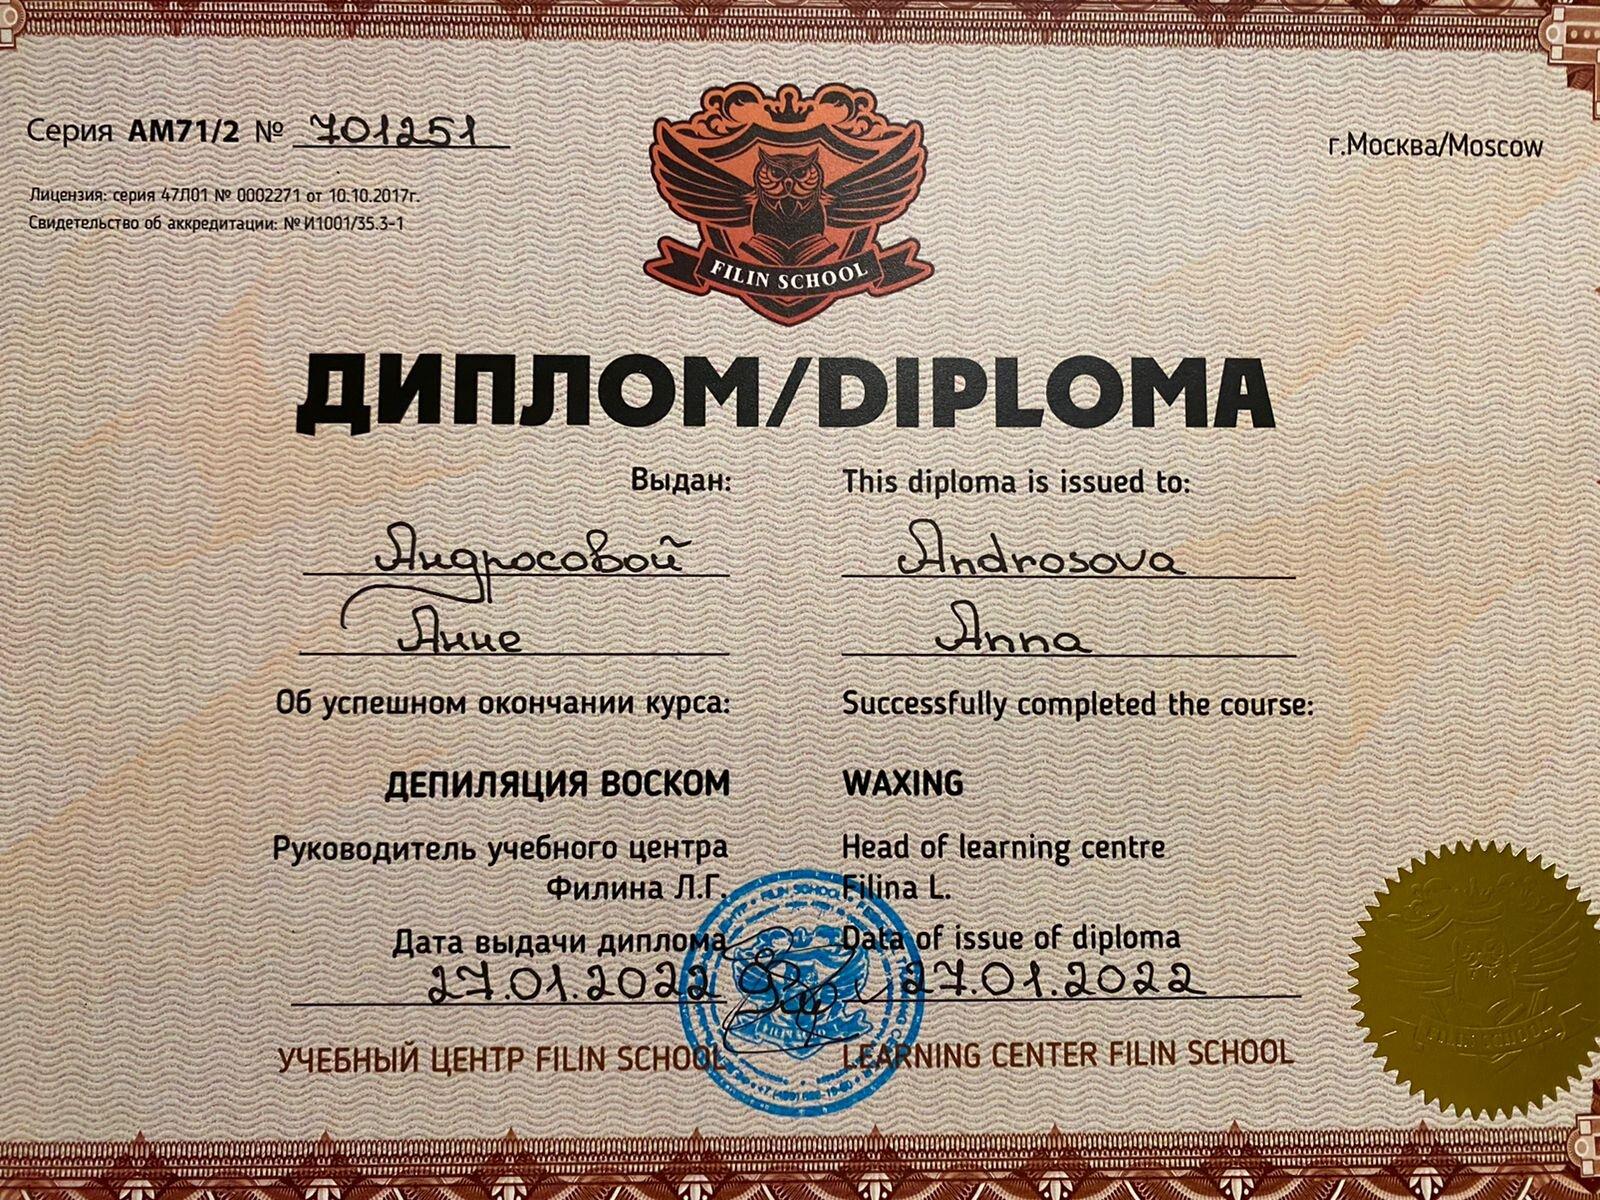 Серия АМ71/2 № 701251
г.Москва/Moscow
Лицензия: серия 47Л01 № 0002271 от 10.10.2017г.
Свидетельство об аккредитации: № И1001/35.3-1
FILIN SCHOOL
ДИПЛОМ/DIPLOMA
Выдан:
Андросовой
Анне
Об успешном окончании курса:
ДЕПИЛЯЦИЯ ВОСКОМ
Руководитель учебного центра
Филина Л.Г.
Дата выдачи диплома
27.01.2022
УЧЕБНЫЙ ЦЕНТР FILIN SCHOOL
This diploma is issued to:
Androsova
Anna
Successfully completed the course:
WAXING
Head of learning centre
Filina L.
Data of issue of diploma
27.01.2022
LEARNING CENTER FILIN SCHOOL
FILIN SCHOOL
FILIN SCHOOL